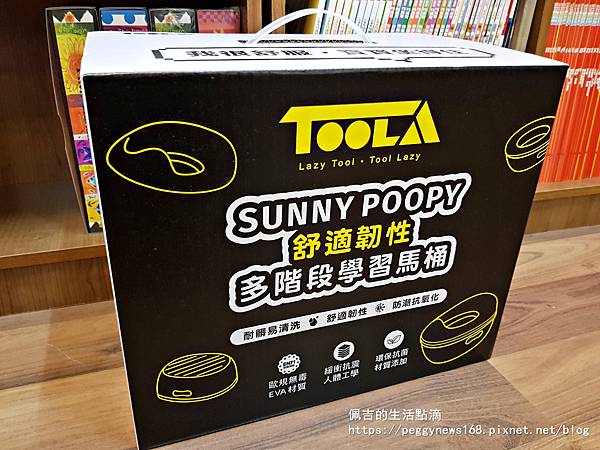 TOOLA
Lazy Tool · Tool Lazy
SUNNY POOPY
舒適韌性
多階段學習馬桶
耐髒易清洗 舒適韌性 防潮抗氧化
歐規無毒
EVA材質
緩衝抗震
人體工學
環保抗菌
材質添加
佩吉的生活點滴
https://peggynews168.pixnet.net/blog